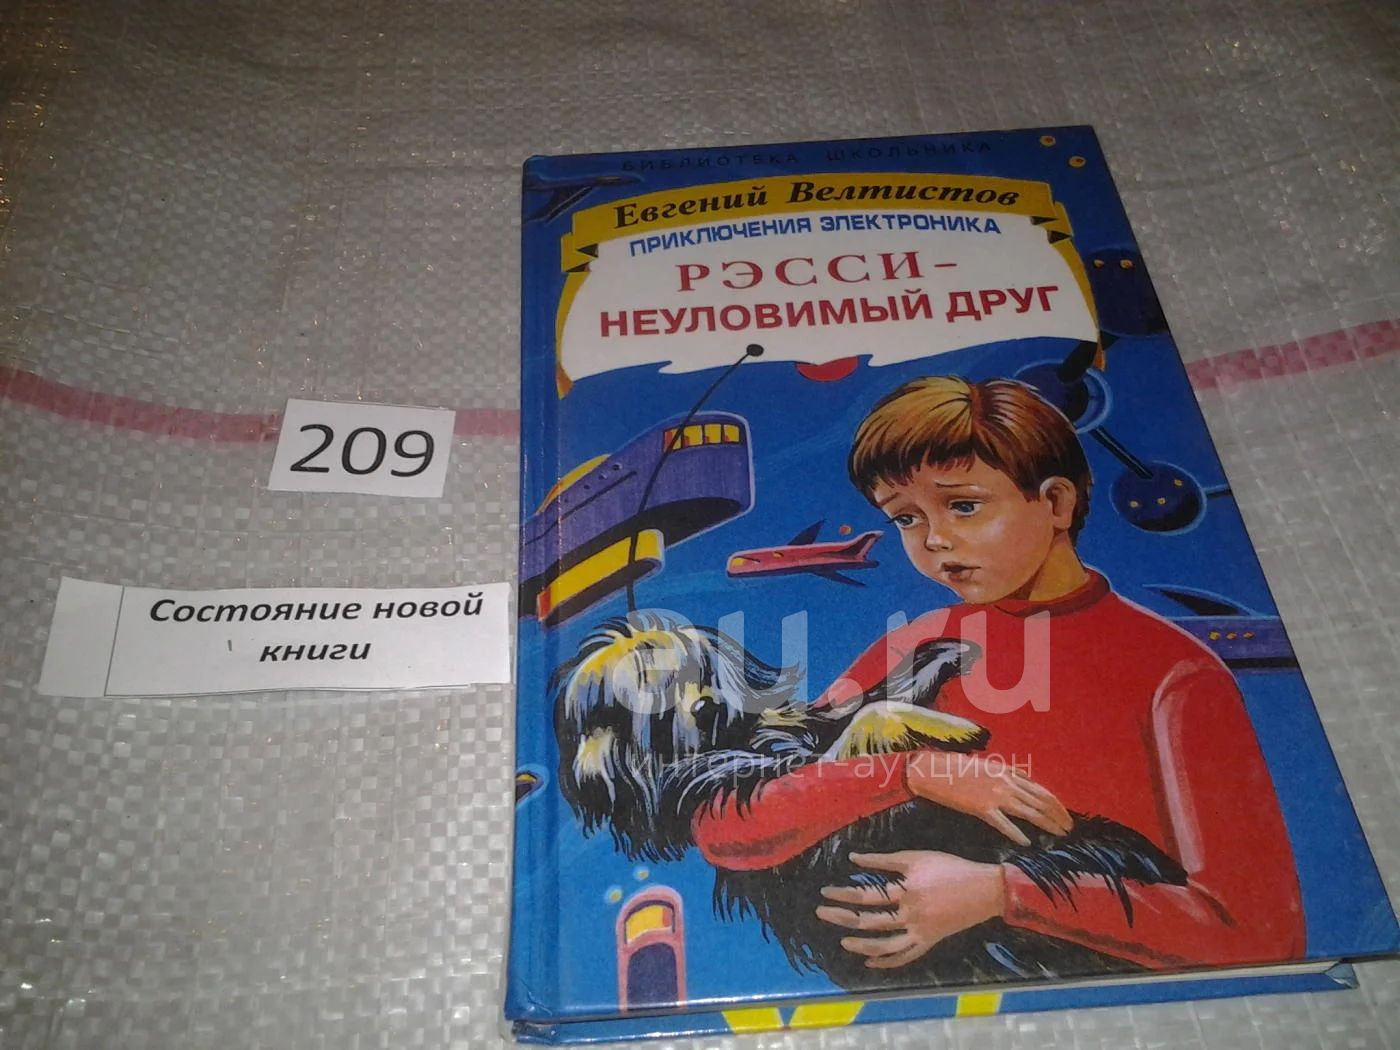 БИБЛИОТЕКА ШКОЛЬНИКА
Евгений Велтистов
ПРИКЛЮЧЕНИЯ ЭЛЕКТРОНИКА
РЭССИ-
НЕУЛОВИМЫЙ ДРУГ
209
Состояние новой
книги
au.ru
интернет-аукцион